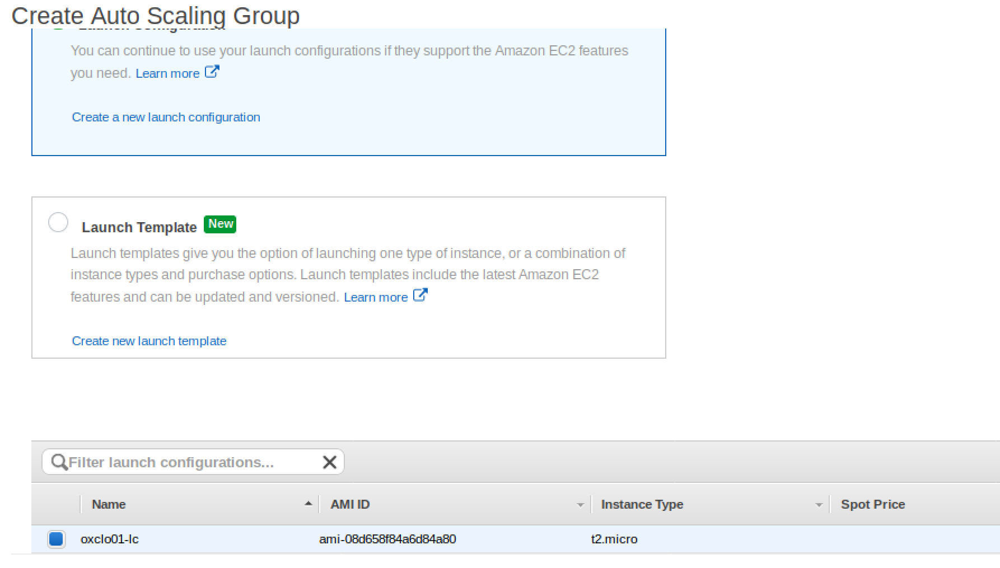 Create Auto Scaling Group
Launch Configuration
You can continue to use your launch configurations if they support the Amazon EC2 features
you need. Learn more
Create a new launch configuration
Launch Template New
Launch templates give you the option of launching one type of instance, or a combination of
instance types and purchase options. Launch templates include the latest Amazon EC2
features and can be updated and versioned. Learn more
Create new launch template
Filter launch configurations...
Name AMI ID Instance Type Spot Price
oxclo01-lc ami-08d658f84a6d84a80 t2.micro